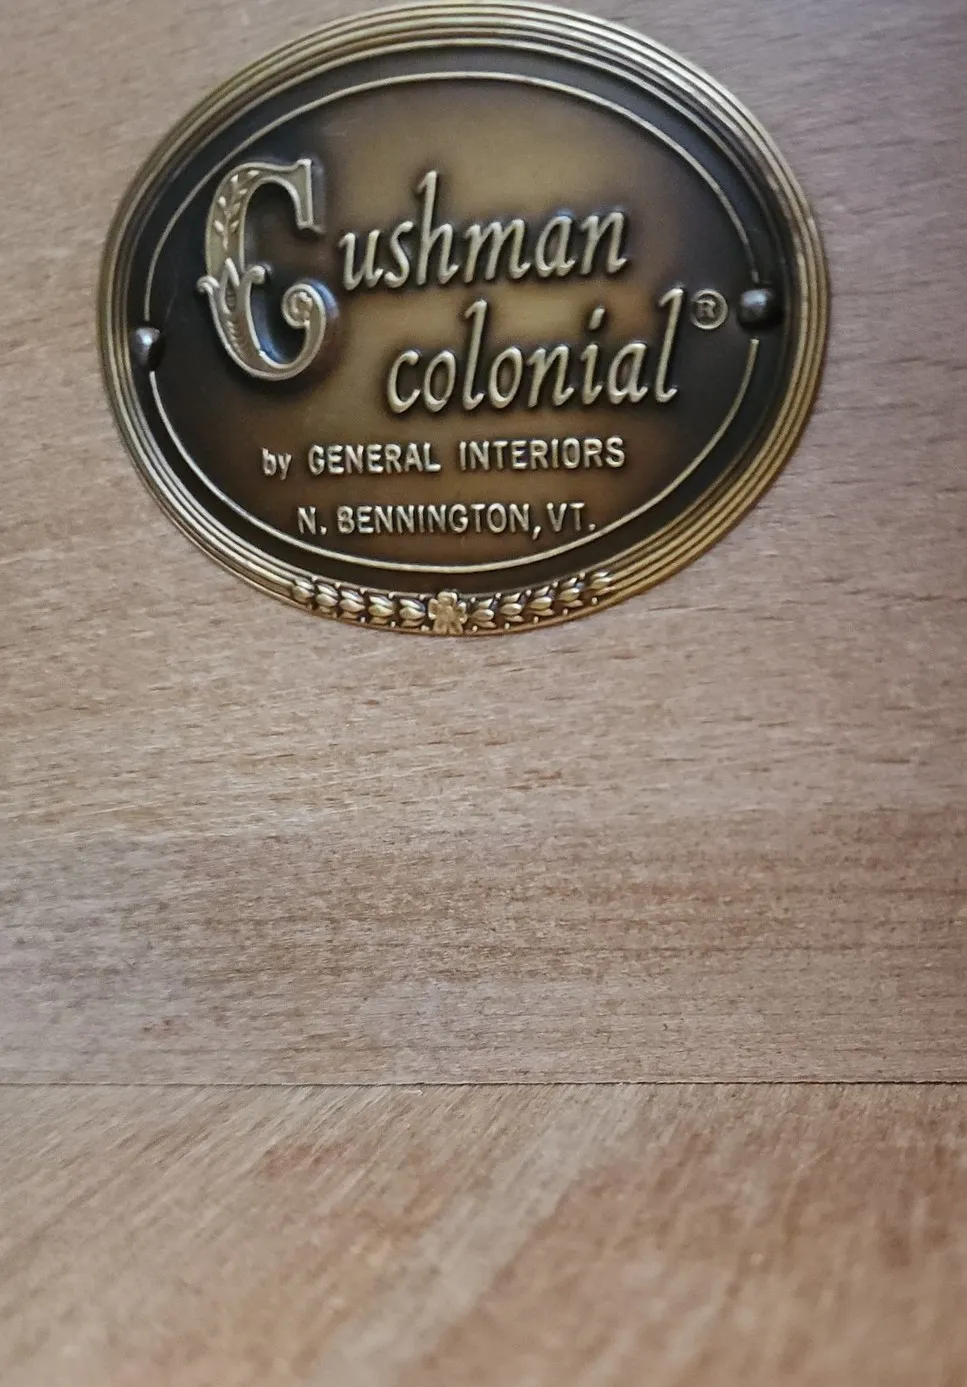 Cushman
colonial®
by GENERAL INTERIORS
N. BENNINGTON, VT.